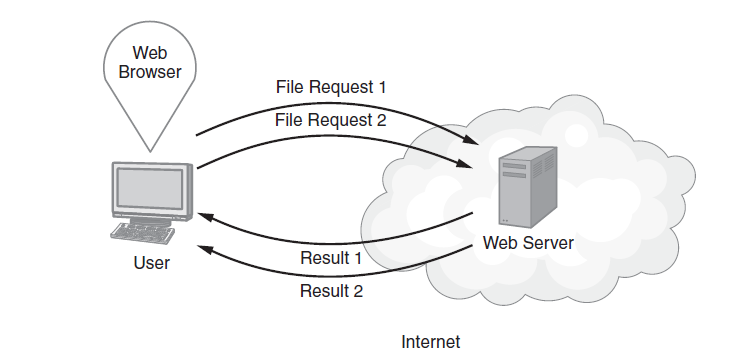 Web
Browser
File Request 1
File Request 2
Web Server
Result 1
User
Result 2
Internet